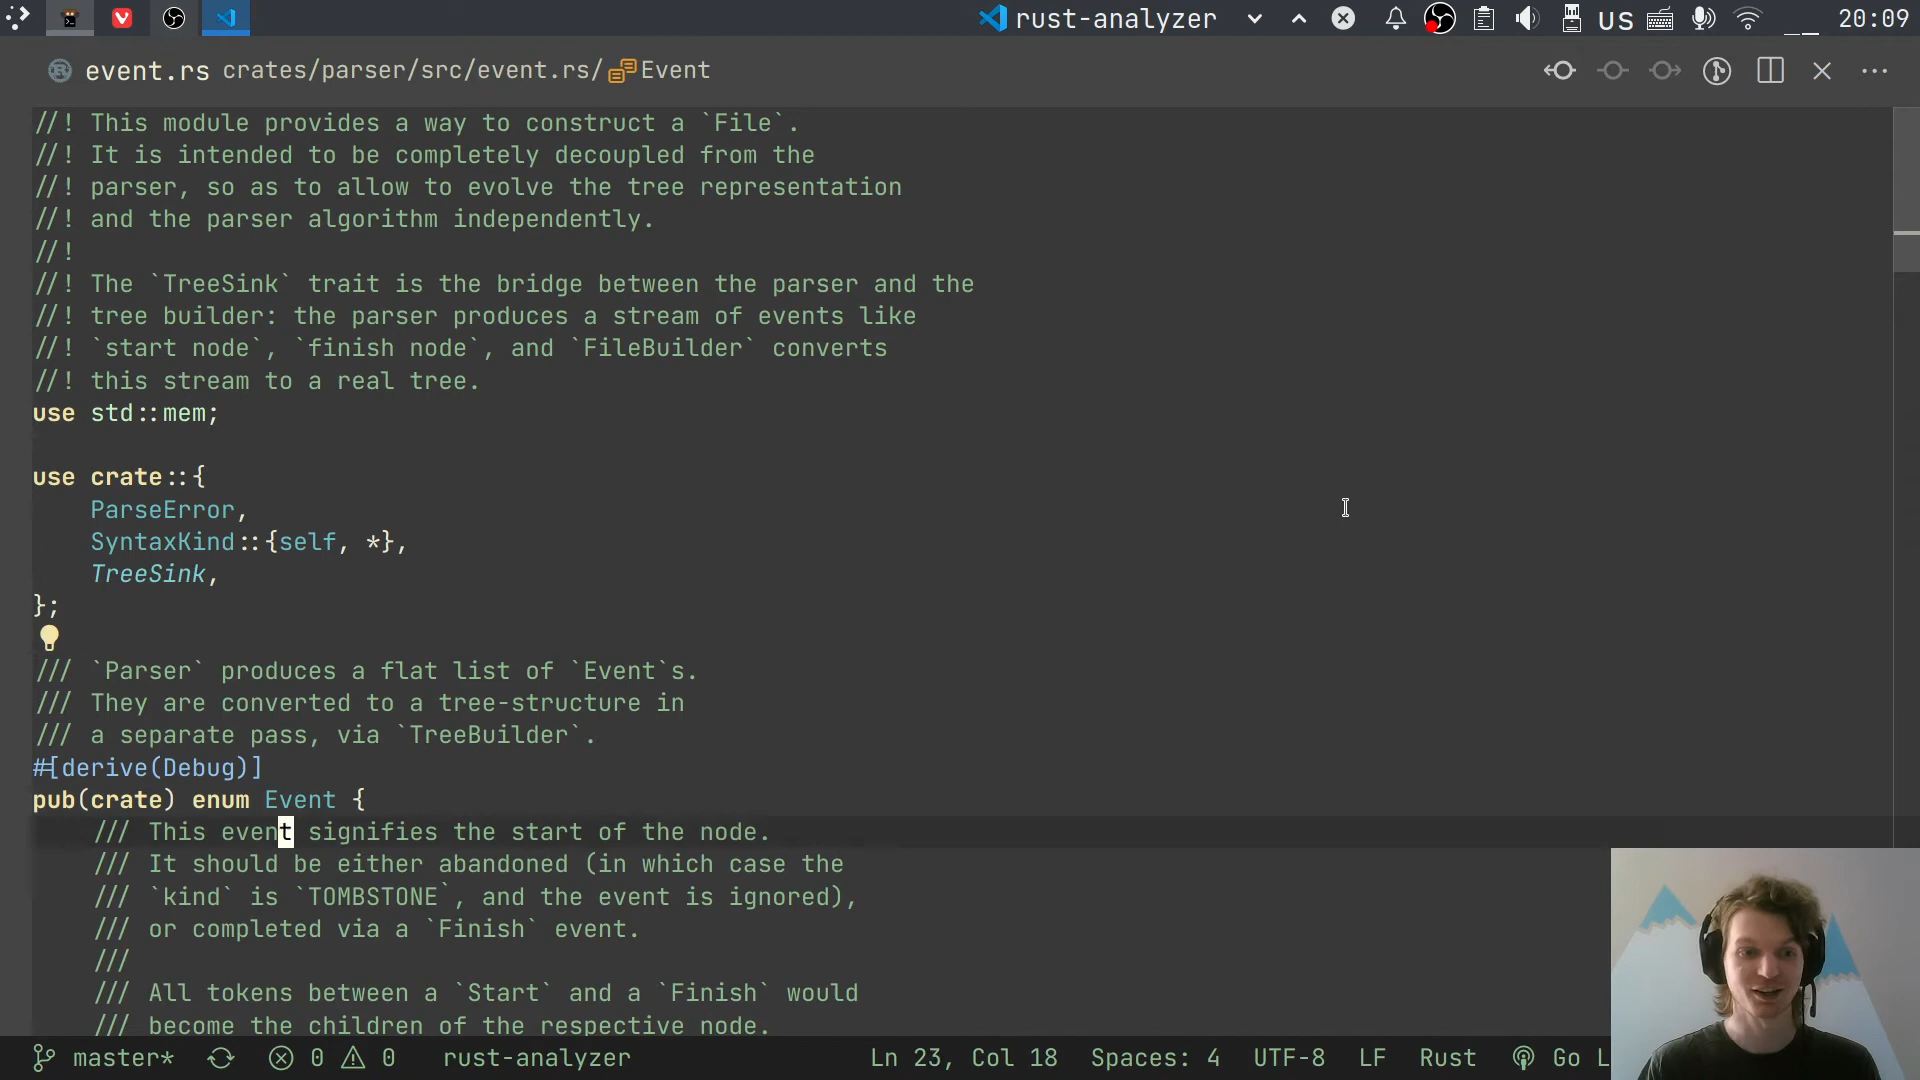 rust-analyzer US 20:09
event.rs crates/parser/src/event.rs/Event
//! This module provides a way to construct a `File`.
//! It is intended to be completely decoupled from the
//! parser, so as to allow to evolve the tree representation
//! and the parser algorithm independently.
//!
//! The `TreeSink` trait is the bridge between the parser and the
//! tree builder: the parser produces a stream of events like
//! `start node`, `finish node`, and `FileBuilder` converts
//! this stream to a real tree.
use std::mem;
use crate::{
ParseError,
SyntaxKind::{self, *},
TreeSink,
};
/// `Parser` produces a flat list of `Event`s.
/// They are converted to a tree-structure in
/// a separate pass, via `TreeBuilder`.
#[derive(Debug)]
pub(crate) enum Event {
/// This event signifies the start of the node.
/// It should be either abandoned (in which case the
/// `kind` is `TOMBSTONE`, and the event is ignored),
/// or completed via a `Finish` event.
///
/// All tokens between a `Start` and a `Finish` would
/// become the children of the respective node.
master* 0 0 rust-analyzer Ln 23, Col 18 Spaces: 4 UTF-8 LF Rust Go L